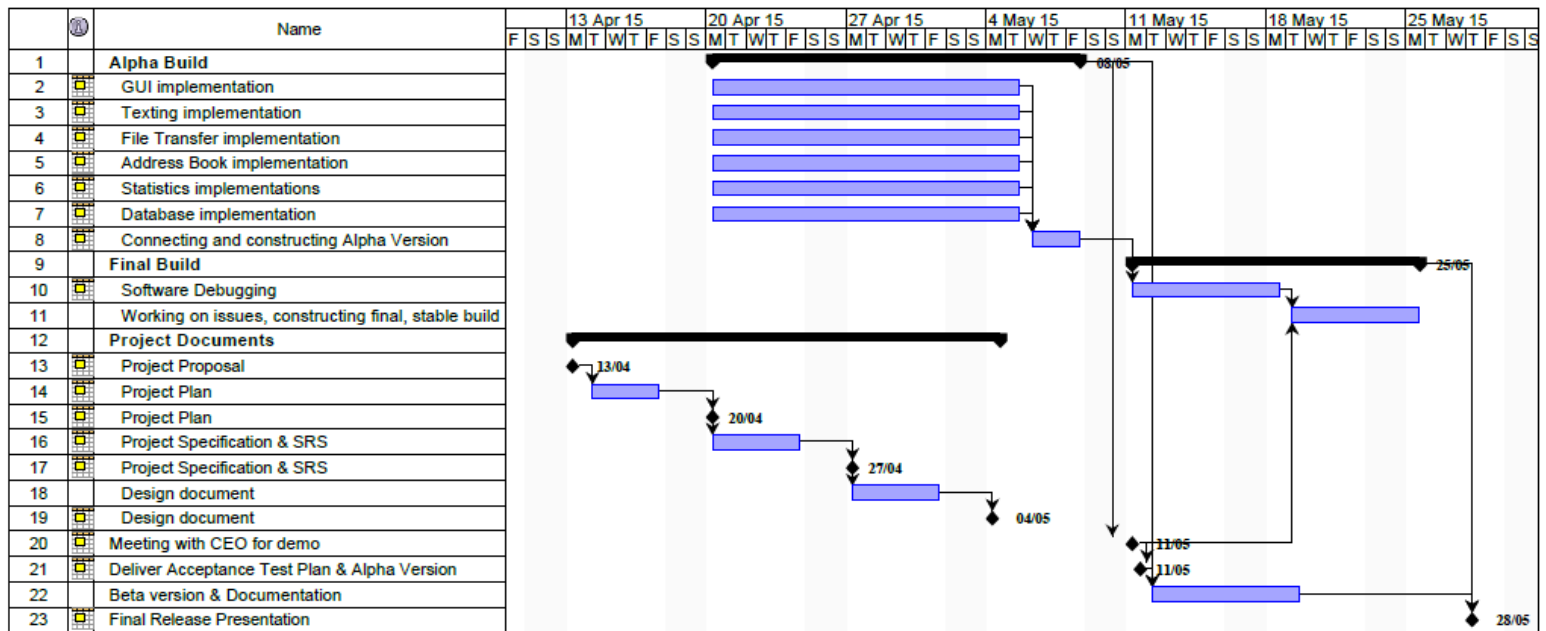 Name
13 Apr 15 20 Apr 15 27 Apr 15 4 May 15 11 May 15 18 May 15 25 May 15
F S S M T W T F S S M T W T F S S M T W T F S S M T W T F S S M T W T F S S M T W T F S S M T W T F S S
1 Alpha Build 08/05
2 GUI implementation
3 Texting implementation
4 File Transfer implementation
5 Address Book implementation
6 Statistics implementations
7 Database implementation
8 Connecting and constructing Alpha Version
9 Final Build 25/05
10 Software Debugging
11 Working on issues, constructing final, stable build
12 Project Documents
13 Project Proposal 13/04
14 Project Plan
15 Project Plan 20/04
16 Project Specification & SRS
17 Project Specification & SRS 27/04
18 Design document
19 Design document 04/05
20 Meeting with CEO for demo 11/05
21 Deliver Acceptance Test Plan & Alpha Version 11/05
22 Beta version & Documentation
23 Final Release Presentation 28/05